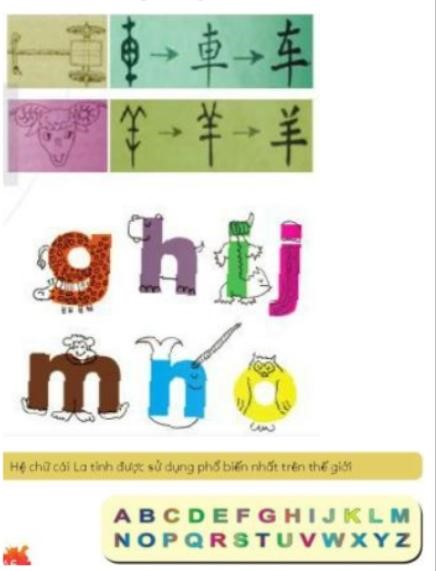 車 → 車 → 车
羊 → 羊 → 羊
g h i j
m n o
Hệ chữ cái La tinh được sử dụng phổ biến nhất trên thế giới
A B C D E F G H I J K L M
N O P Q R S T U V W X Y Z